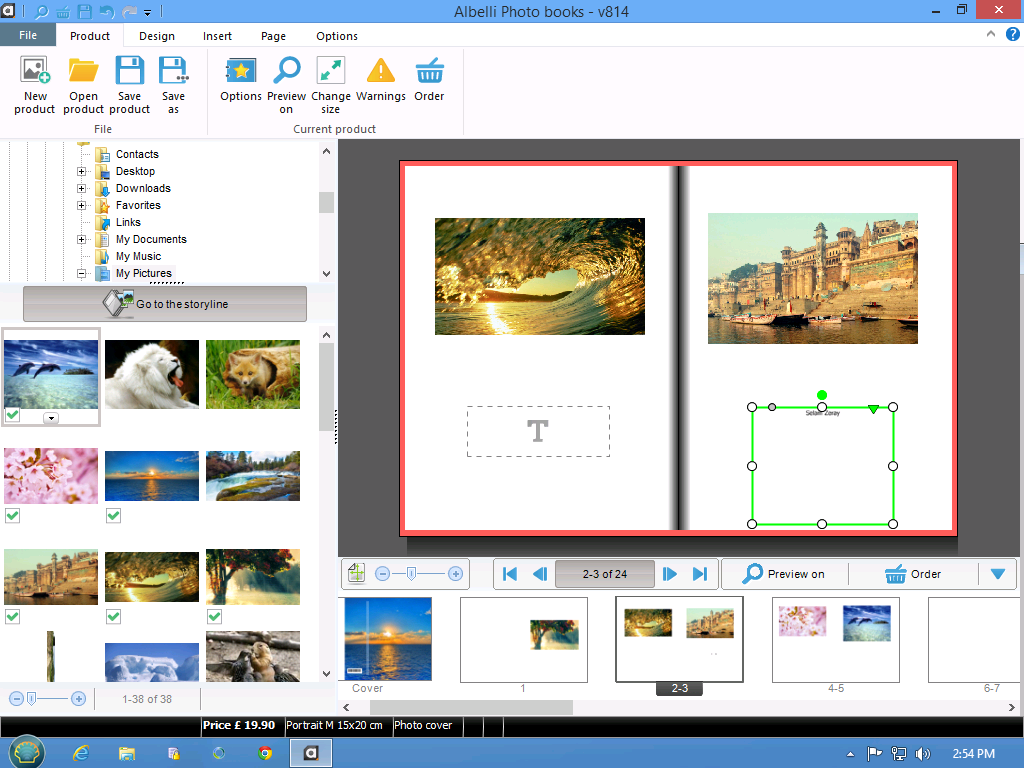 Albelli Photo books - v814
File
Product
Design
Insert
Page
Options
New product
Open product
Save product
Save as
File
Options
Preview on
Change size
Warnings
Order
Current product
Contacts
Desktop
Downloads
Favorites
Links
My Documents
My Music
My Pictures
Go to the storyline
T
Selam Zoray
2-3 of 24
Preview on
Order
Cover
1
2-3
4-5
6-7
1-38 of 38
Price £ 19.90
Portrait M 15x20 cm
Photo cover
2:54 PM